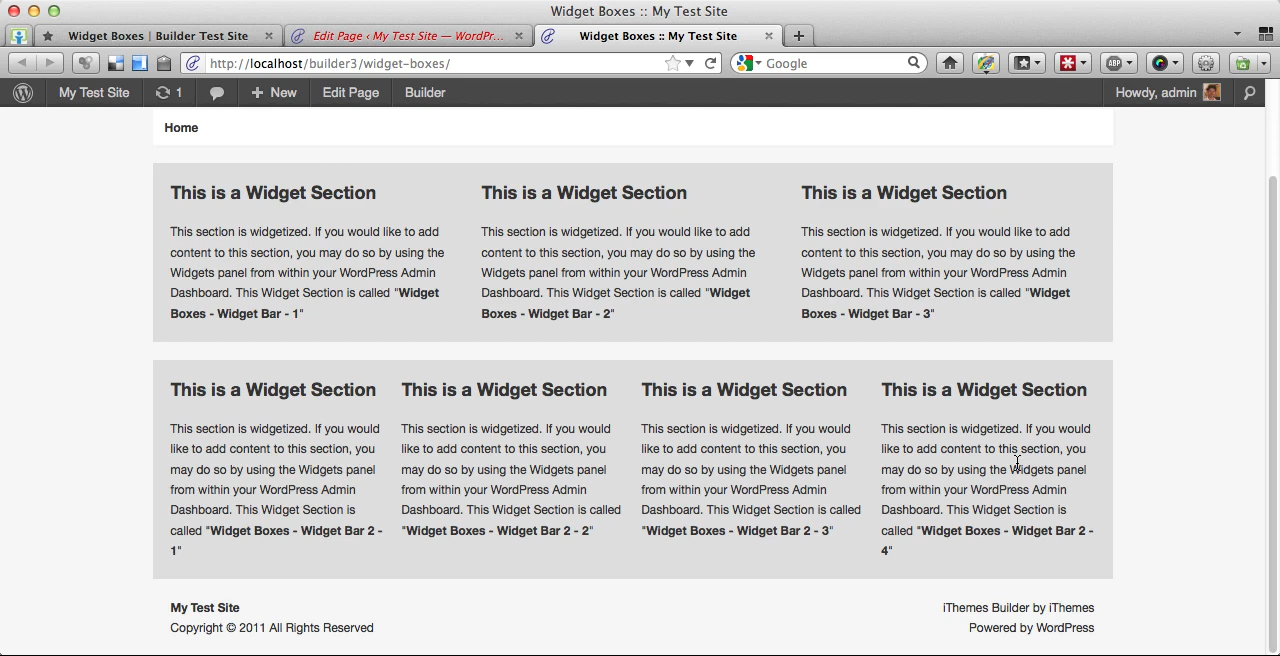 Widget Boxes :: My Test Site
Widget Boxes | Builder Test Site
Edit Page ‹ My Test Site — WordPr...
Widget Boxes :: My Test Site
http://localhost/builder3/widget-boxes/
Google
ABP
My Test Site
1
New
Edit Page
Builder
Howdy, admin
Home
This is a Widget Section
This section is widgetized. If you would like to add
content to this section, you may do so by using the
Widgets panel from within your WordPress Admin
Dashboard. This Widget Section is called "Widget
Boxes - Widget Bar - 1"
This is a Widget Section
This section is widgetized. If you would like to add
content to this section, you may do so by using the
Widgets panel from within your WordPress Admin
Dashboard. This Widget Section is called "Widget
Boxes - Widget Bar - 2"
This is a Widget Section
This section is widgetized. If you would like to add
content to this section, you may do so by using the
Widgets panel from within your WordPress Admin
Dashboard. This Widget Section is called "Widget
Boxes - Widget Bar - 3"
This is a Widget Section
This section is widgetized. If you would
like to add content to this section, you
may do so by using the Widgets panel
from within your WordPress Admin
Dashboard. This Widget Section is
called "Widget Boxes - Widget Bar 2 -
1"
This is a Widget Section
This section is widgetized. If you would
like to add content to this section, you
may do so by using the Widgets panel
from within your WordPress Admin
Dashboard. This Widget Section is called
"Widget Boxes - Widget Bar 2 - 2"
This is a Widget Section
This section is widgetized. If you would
like to add content to this section, you
may do so by using the Widgets panel
from within your WordPress Admin
Dashboard. This Widget Section is called
"Widget Boxes - Widget Bar 2 - 3"
This is a Widget Section
This section is widgetized. If you would
like to add content to this section, you
may do so by using the Widgets panel
from within your WordPress Admin
Dashboard. This Widget Section is
called "Widget Boxes - Widget Bar 2 -
4"
My Test Site
Copyright © 2011 All Rights Reserved
iThemes Builder by iThemes
Powered by WordPress